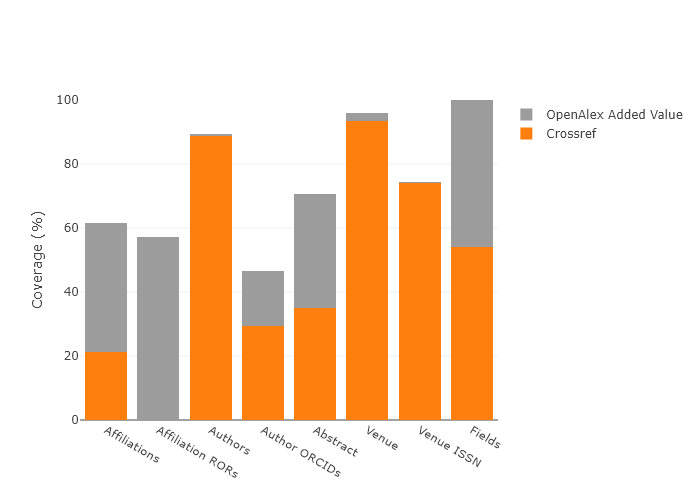 100
80
60
40
20
0
Coverage (%)
Affiliations
Affiliation RORs
Authors
Author ORCIDs
Abstract
Venue
Venue ISSN
Fields
OpenAlex Added Value
Crossref